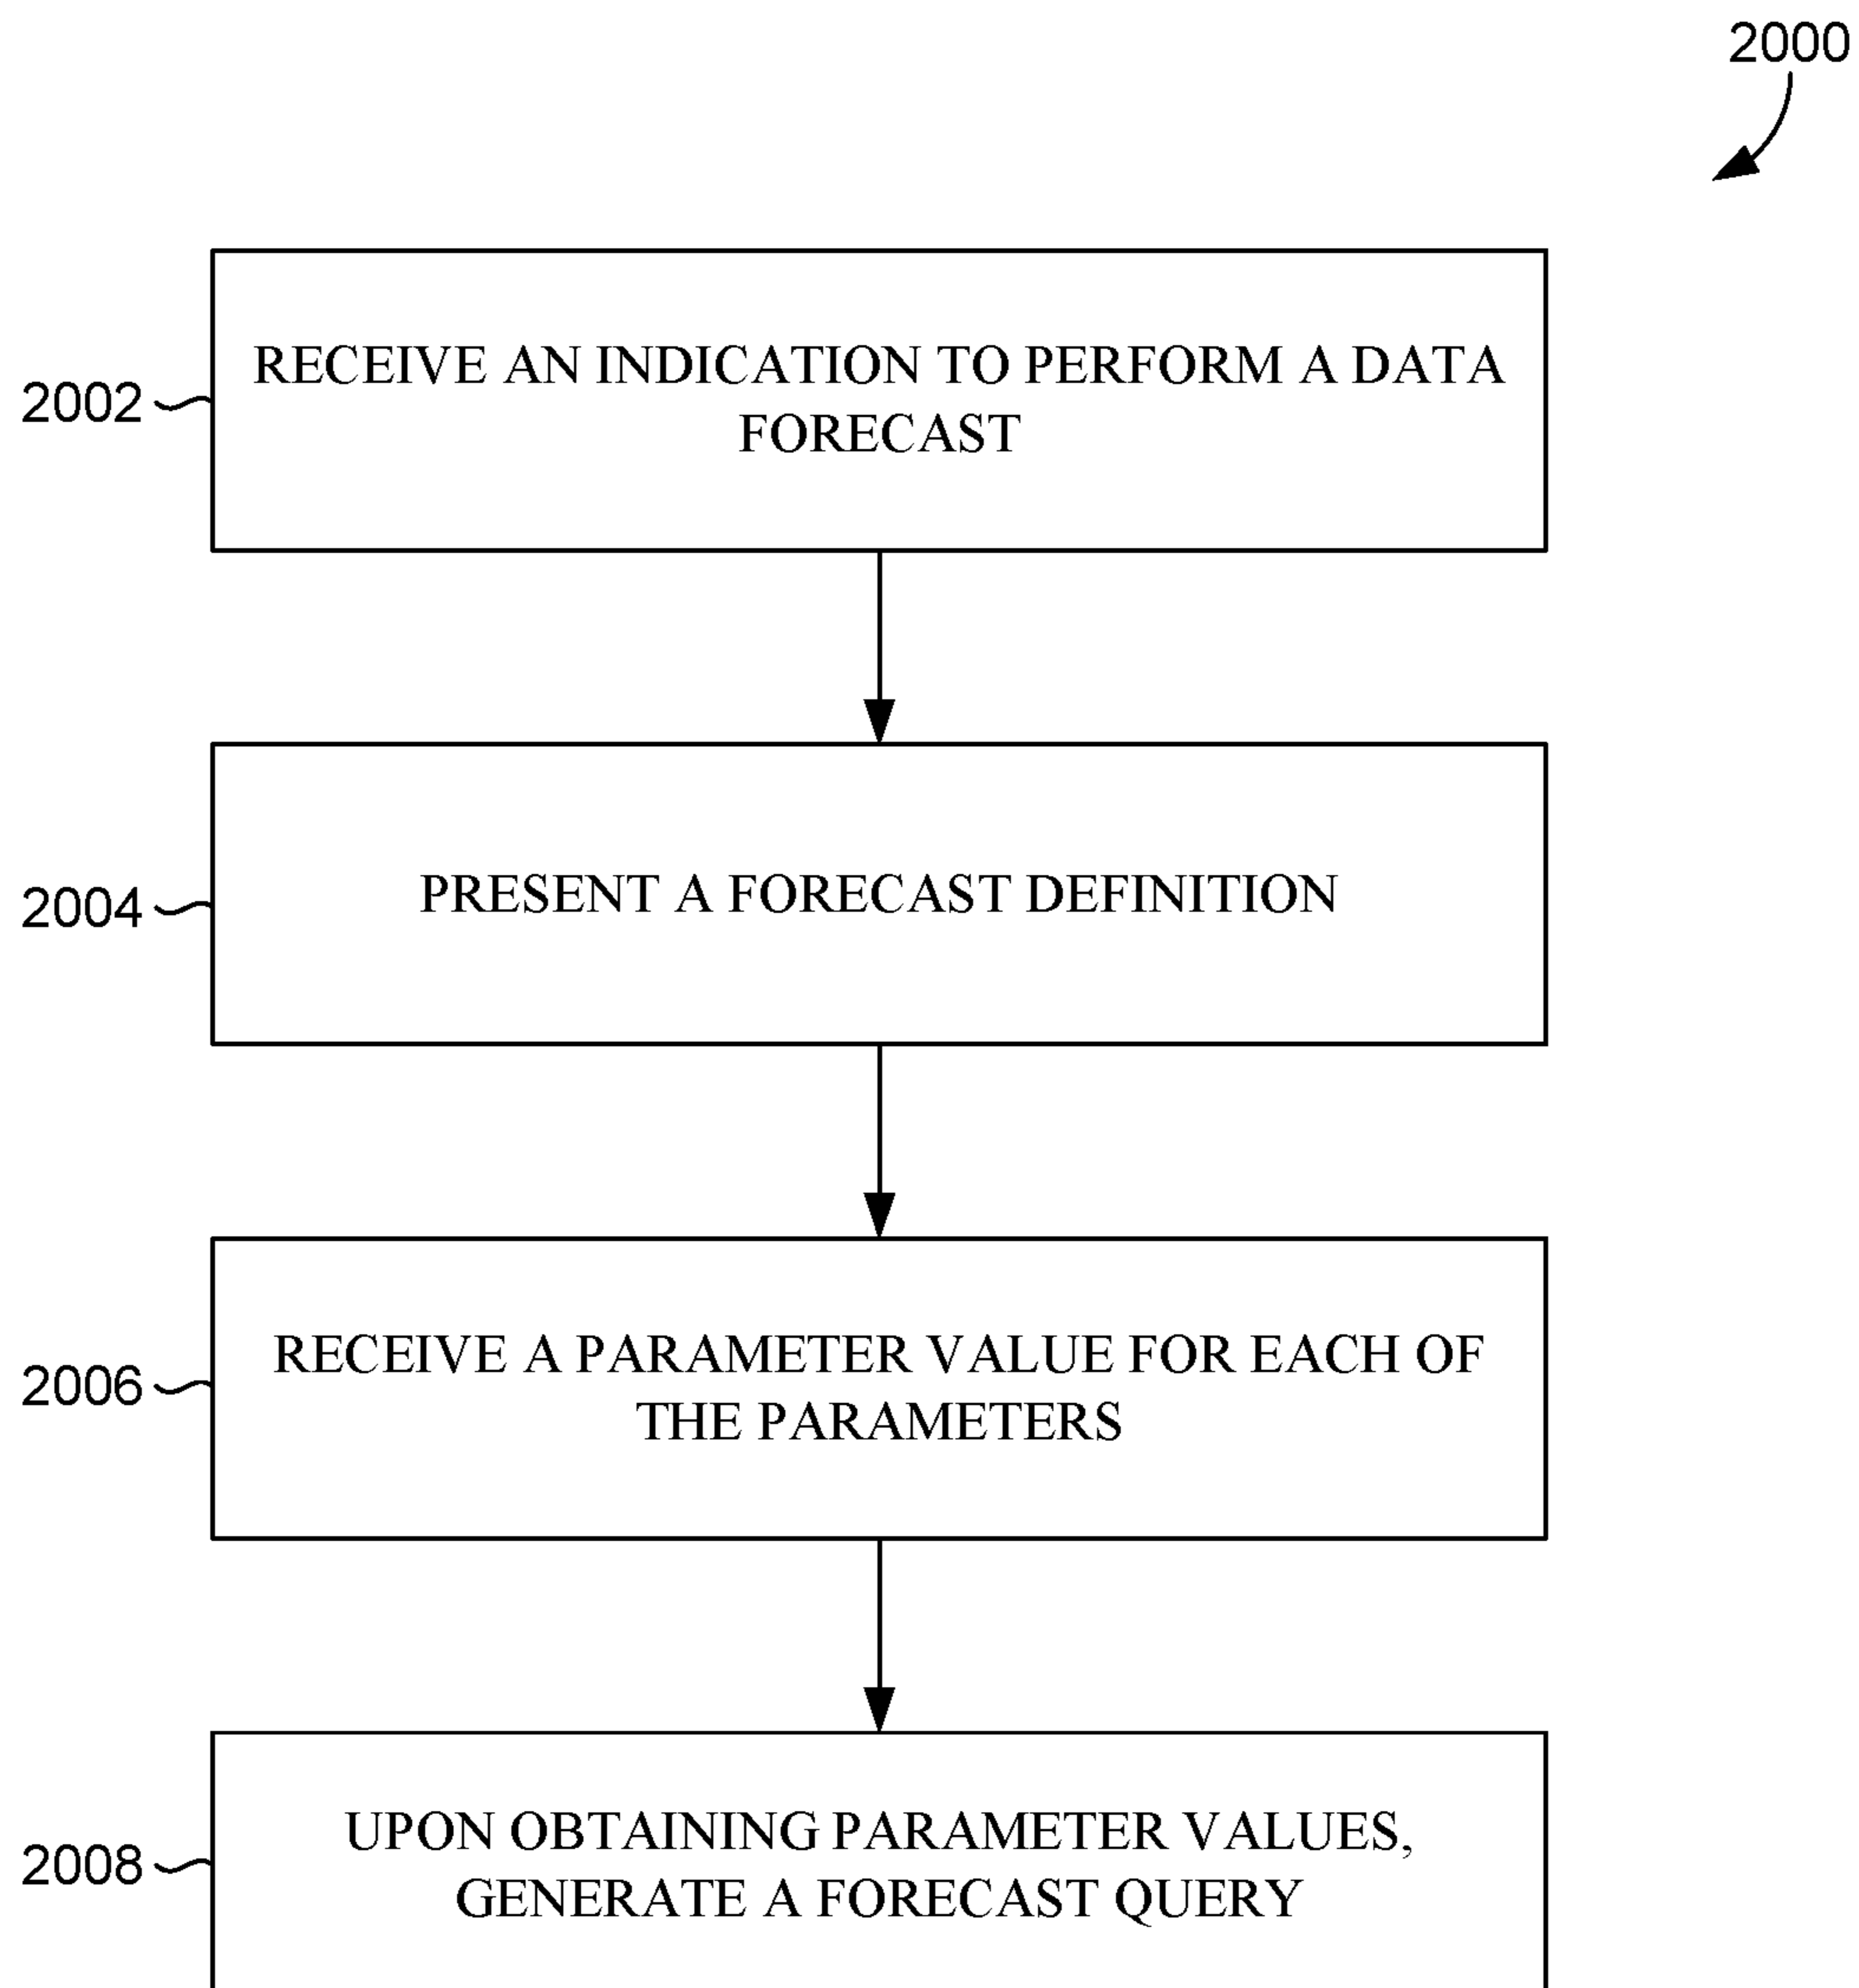 2000
RECEIVE AN INDICATION TO PERFORM A DATA
FORECAST
2002
PRESENT A FORECAST DEFINITION
2004
RECEIVE A PARAMETER VALUE FOR EACH OF
THE PARAMETERS
2006
UPON OBTAINING PARAMETER VALUES,
GENERATE A FORECAST QUERY
2008